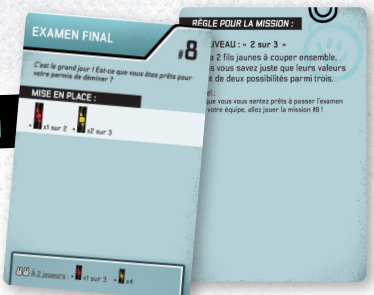 EXAMEN FINAL
#8
C'est le grand jour ! Est-ce que vous êtes prêts pour
votre permis de déminer ?
MISE EN PLACE :
• x1 sur 2 • x2 sur 3
À 2 joueurs : • x1 sur 3 • x4
RÈGLE POUR LA MISSION :
UVEAU : « 2 sur 3 »
a 2 fils jaunes à couper ensemble,
s vous savez juste que leurs valeurs
t de deux possibilités parmi trois.
el :
que vous vous sentez prêts à passer l'examen
votre équipe, allez jouer la mission #8 !